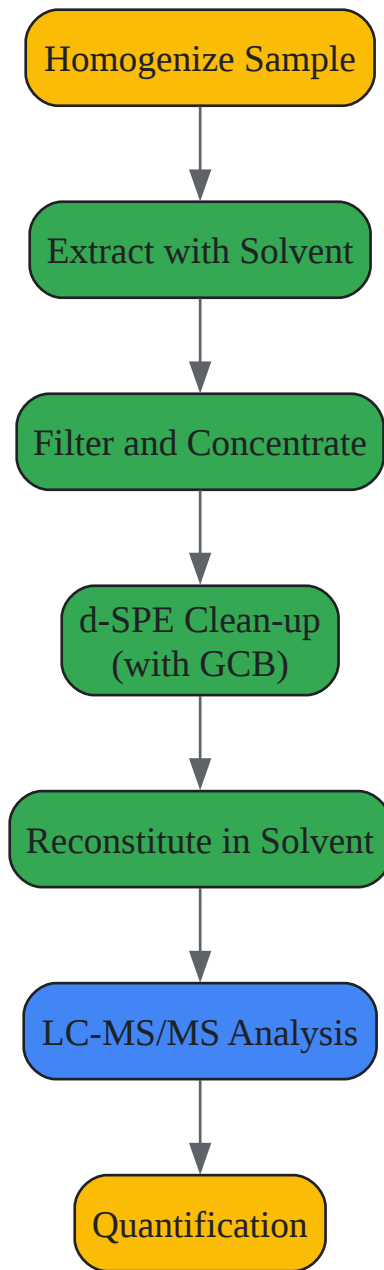 Homogenize Sample
Extract with Solvent
Filter and Concentrate
d-SPE Clean-up
(with GCB)
Reconstitute in Solvent
LC-MS/MS Analysis
Quantification